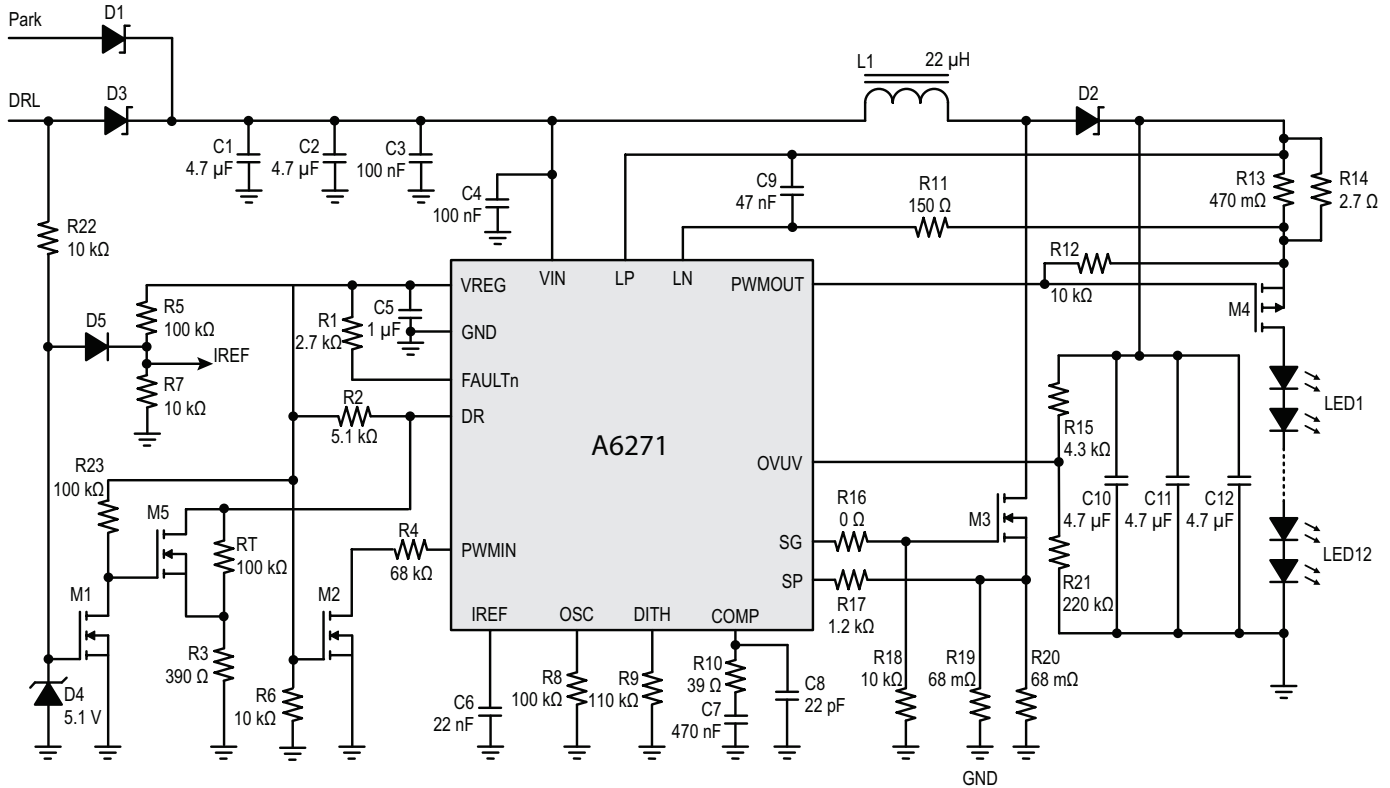 Park
D1
DRL
D3
L1
22 µH
D2
C1
4.7 µF
C2
4.7 µF
C3
100 nF
C4
100 nF
C9
47 nF
R11
150 Ω
R13
470 mΩ
R14
2.7 Ω
R22
10 kΩ
R12
10 kΩ
VREG
VIN
LP
LN
PWMOUT
M4
R5
100 kΩ
D5
IREF
R7
10 kΩ
R1
2.7 kΩ
C5
1 µF
GND
FAULTn
R2
5.1 kΩ
DR
A6271
OVUV
R15
4.3 kΩ
LED1
R23
100 kΩ
M5
RT
100 kΩ
R4
68 kΩ
PWMIN
SG
SP
R16
0 Ω
R17
1.2 kΩ
M3
C10
4.7 µF
C11
4.7 µF
C12
4.7 µF
LED12
R21
220 kΩ
M1
M2
IREF
OSC
DITH
COMP
D4
5.1 V
R3
390 Ω
R6
10 kΩ
C6
22 nF
R8
100 kΩ
R9
110 kΩ
R10
39 Ω
C7
470 nF
C8
22 pF
R18
10 kΩ
R19
68 mΩ
R20
68 mΩ
GND